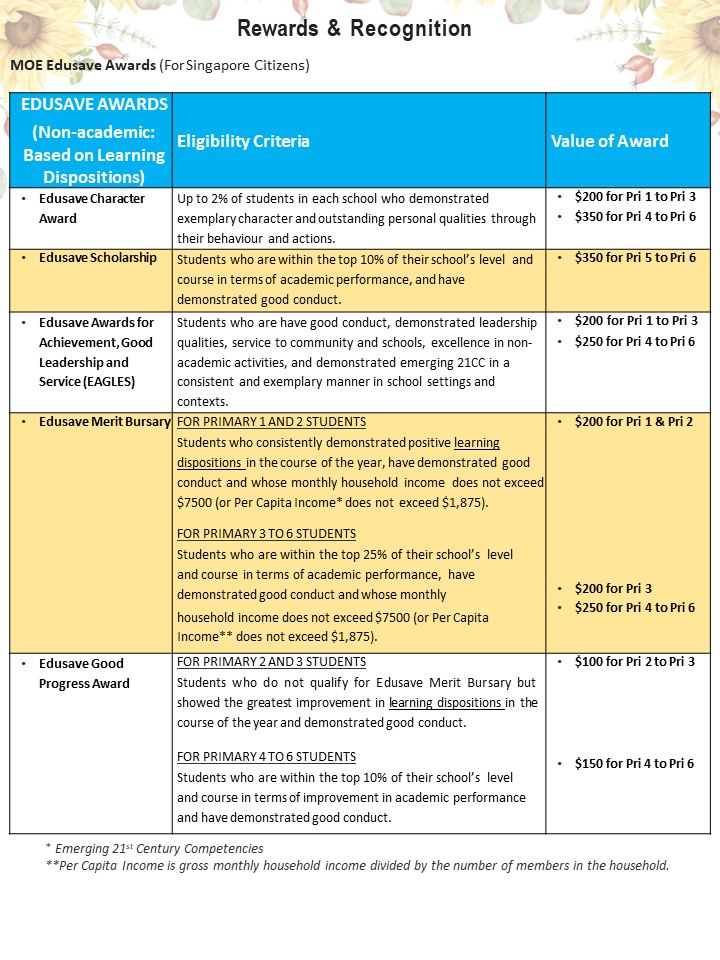 Rewards & Recognition
MOE Edusave Awards (For Singapore Citizens)
EDUSAVE AWARDS
(Non-academic:
Based on Learning
Dispositions)
Eligibility Criteria
Value of Award
• Edusave Character
Award
Up to 2% of students in each school who demonstrated
exemplary character and outstanding personal qualities through
their behaviour and actions.
• $200 for Pri 1 to Pri 3
• $350 for Pri 4 to Pri 6
• Edusave Scholarship
Students who are within the top 10% of their school's level and
course in terms of academic performance, and have
demonstrated good conduct.
• $350 for Pri 5 to Pri 6
• Edusave Awards for
Achievement, Good
Leadership and
Service (EAGLES)
Students who are have good conduct, demonstrated leadership
qualities, service to community and schools, excellence in non-
academic activities, and demonstrated emerging 21CC in a
consistent and exemplary manner in school settings and
contexts.
• $200 for Pri 1 to Pri 3
• $250 for Pri 4 to Pri 6
• Edusave Merit Bursary
FOR PRIMARY 1 AND 2 STUDENTS
Students who consistently demonstrated positive learning
dispositions in the course of the year, have demonstrated good
conduct and whose monthly household income does not exceed
$7500 (or Per Capita Income* does not exceed $1,875).
• $200 for Pri 1 & Pri 2
FOR PRIMARY 3 TO 6 STUDENTS
Students who are within the top 25% of their school's level
and course in terms of academic performance, have
demonstrated good conduct and whose monthly
household income does not exceed $7500 (or Per Capita
Income** does not exceed $1,875).
• $200 for Pri 3
• $250 for Pri 4 to Pri 6
• Edusave Good
Progress Award
FOR PRIMARY 2 AND 3 STUDENTS
Students who do not qualify for Edusave Merit Bursary but
showed the greatest improvement in learning dispositions in the
course of the year and demonstrated good conduct.
• $100 for Pri 2 to Pri 3
FOR PRIMARY 4 TO 6 STUDENTS
Students who are within the top 10% of their school's level
and course in terms of improvement in academic performance
and have demonstrated good conduct.
• $150 for Pri 4 to Pri 6
* Emerging 21st Century Competencies
**Per Capita Income is gross monthly household income divided by the number of members in the household.